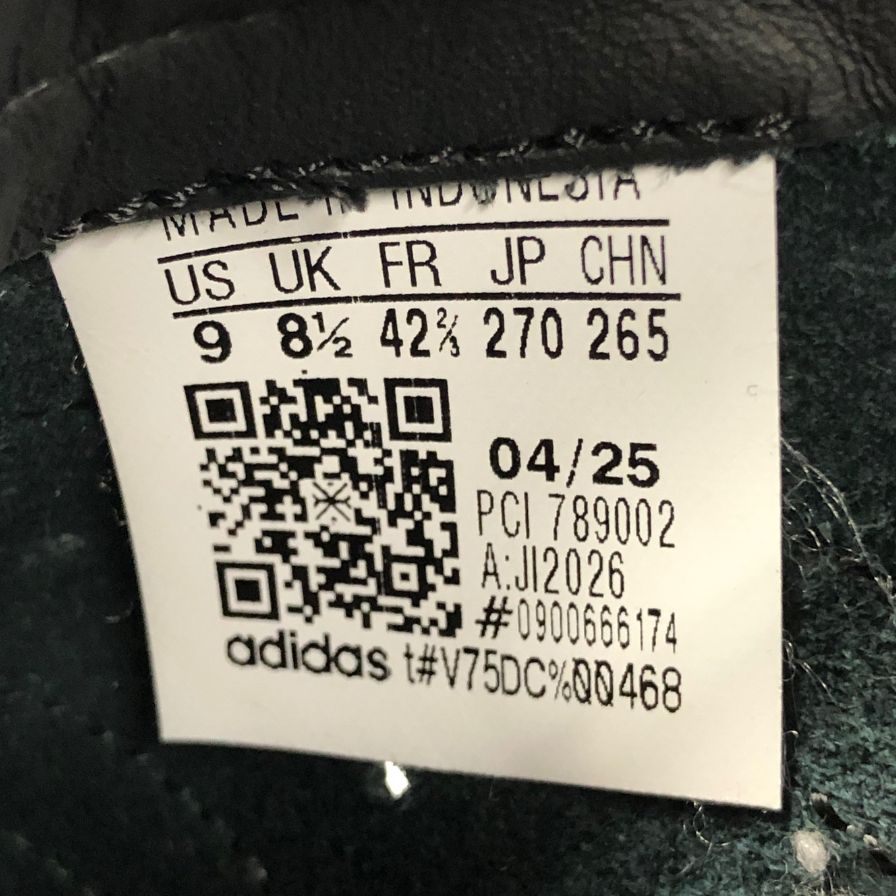 MADE IN INDONESIA
US UK FR JP CHN
9 8½ 42⅔ 270 265
04/25
PCI 789002
A:JI2026
#0900666174
adidas t#V75DC%00468